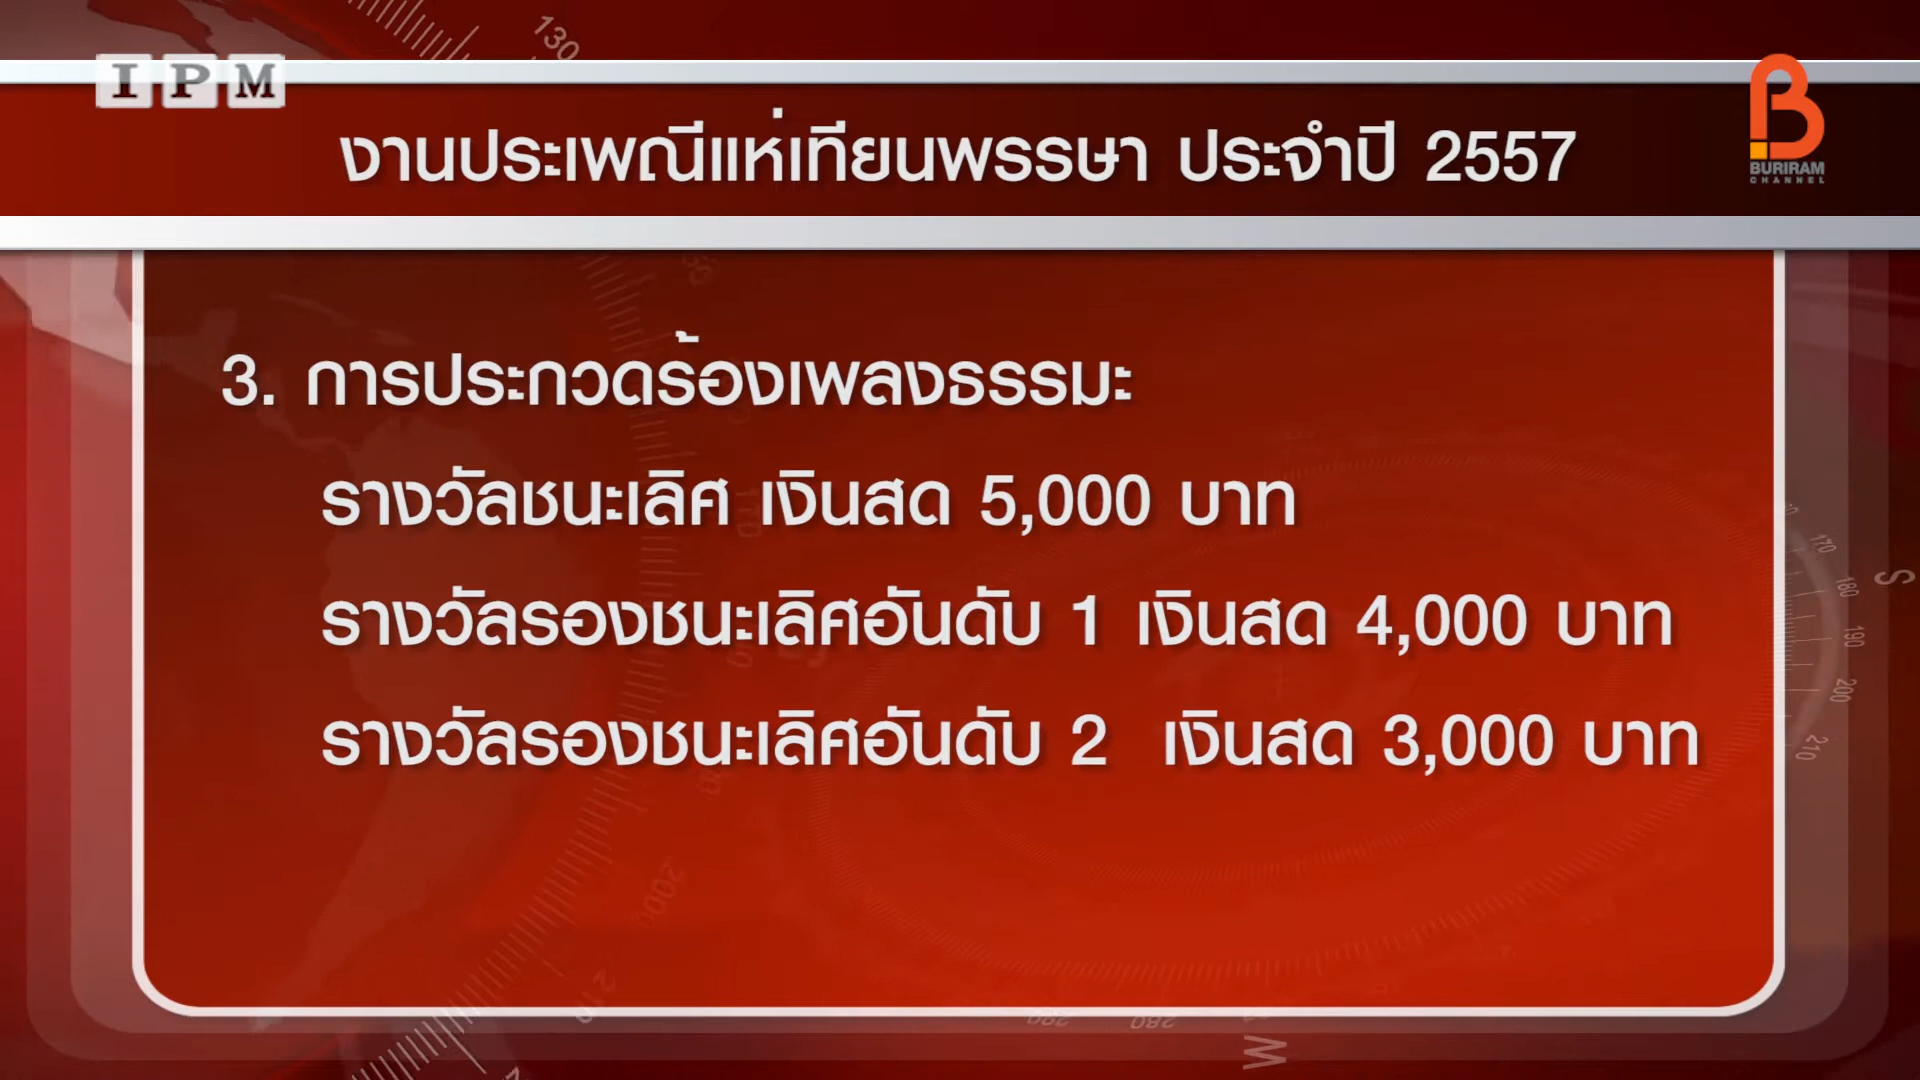 IPM
BURIRAM
CHANNEL
งานประเพณีแห่เทียนพรรษา ประจำปี 2557
3. การประกวดร้องเพลงธรรมะ
รางวัลชนะเลิศ เงินสด 5,000 บาท
รางวัลรองชนะเลิศอันดับ 1 เงินสด 4,000 บาท
รางวัลรองชนะเลิศอันดับ 2 เงินสด 3,000 บาท
130
170
180
S
190
200
210
W